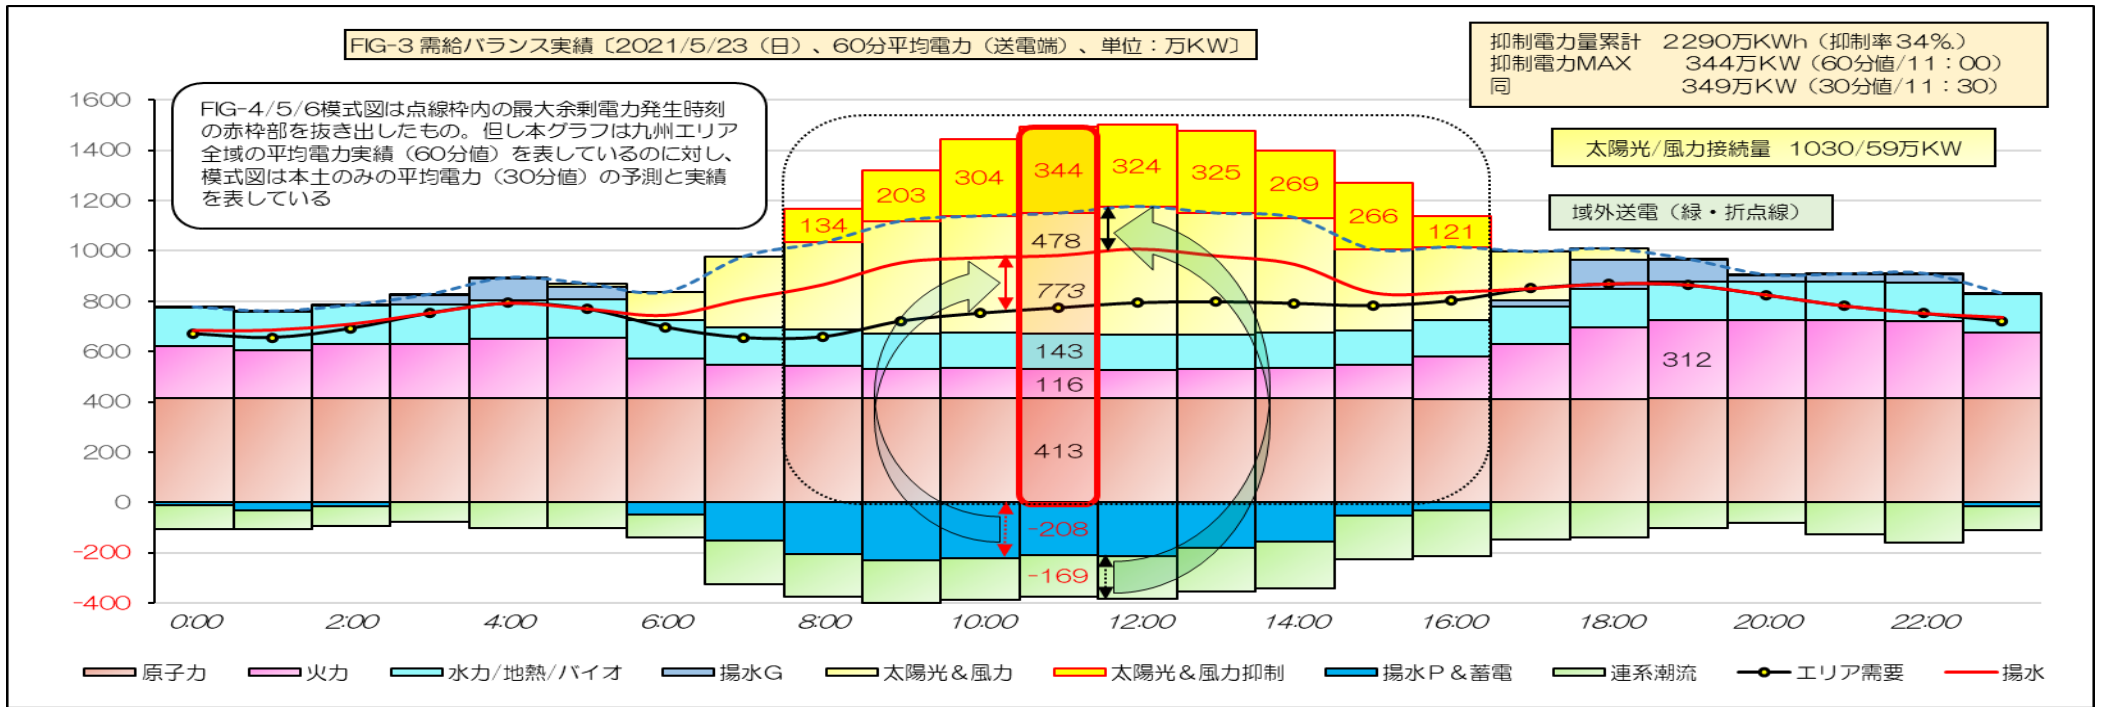 FIG-3 需給バランス実績〔2021/5/23（日）、60分平均電力（送電端）、単位：万KW〕
抑制電力量累計 2290万KWh（抑制率34%）
抑制電力MAX 344万KW（60分値/11：00）
同 349万KW（30分値/11：30）
FIG-4/5/6模式図は点線枠内の最大余剰電力発生時刻
の赤枠部を抜き出したもの。但し本グラフは九州エリア
全域の平均電力実績（60分値）を表しているのに対し、
模式図は本土のみの平均電力（30分値）の予測と実績
を表している
太陽光/風力接続量 1030/59万KW
域外送電（緑・折点線）
1600
1400
1200
1000
800
600
400
200
0
-200
-400
134
203
304
344
324
325
269
266
121
478
773
143
116
413
312
-208
-169
0:00 2:00 4:00 6:00 8:00 10:00 12:00 14:00 16:00 18:00 20:00 22:00
原子力 火力 水力/地熱/バイオ 揚水G 太陽光＆風力 太陽光＆風力抑制 揚水P＆蓄電 連系潮流 エリア需要 揚水